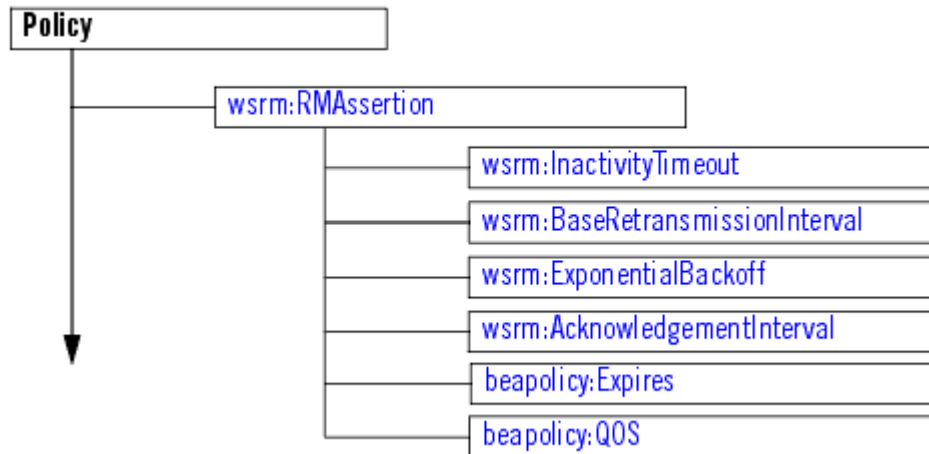 Policy
wsrm:RMAssertion
wsrm:InactivityTimeout
wsrm:BaseRetransmissionInterval
wsrm:ExponentialBackoff
wsrm:AcknowledgementInterval
beapolicy:Expires
beapolicy:QOS